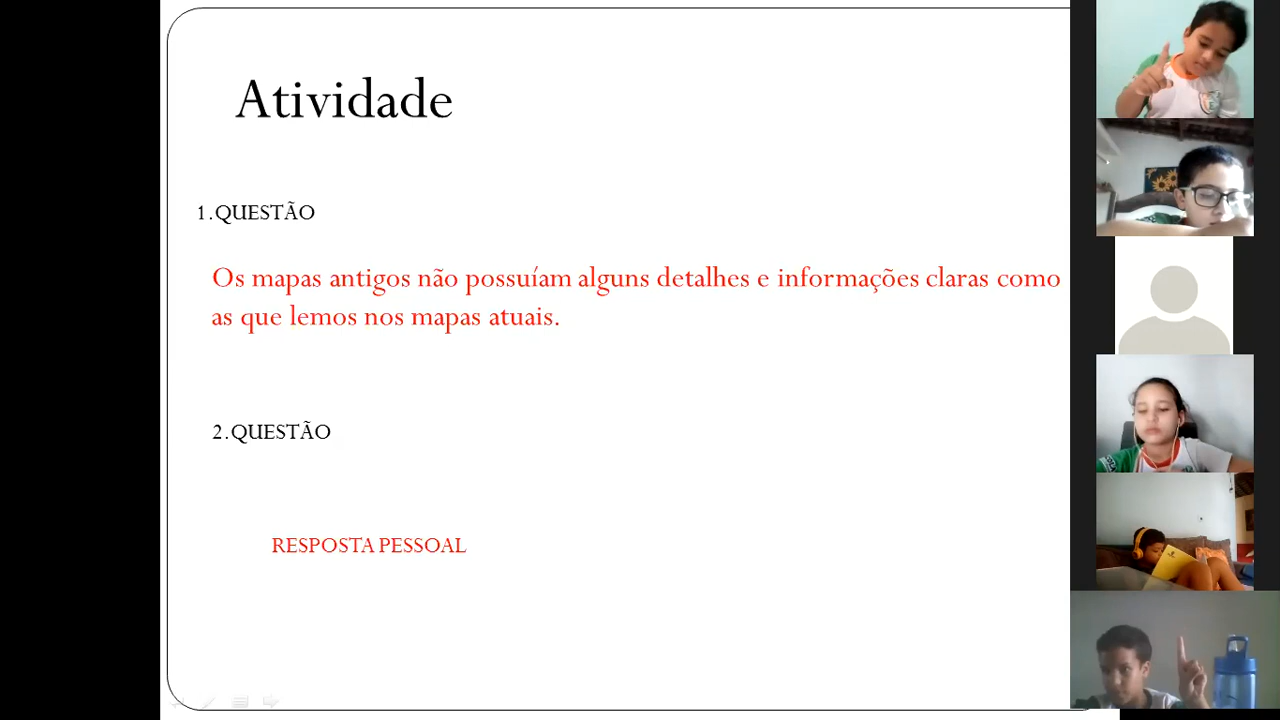 Atividade
1.QUESTÃO
Os mapas antigos não possuíam alguns detalhes e informações claras como
as que lemos nos mapas atuais.
2.QUESTÃO
RESPOSTA PESSOAL